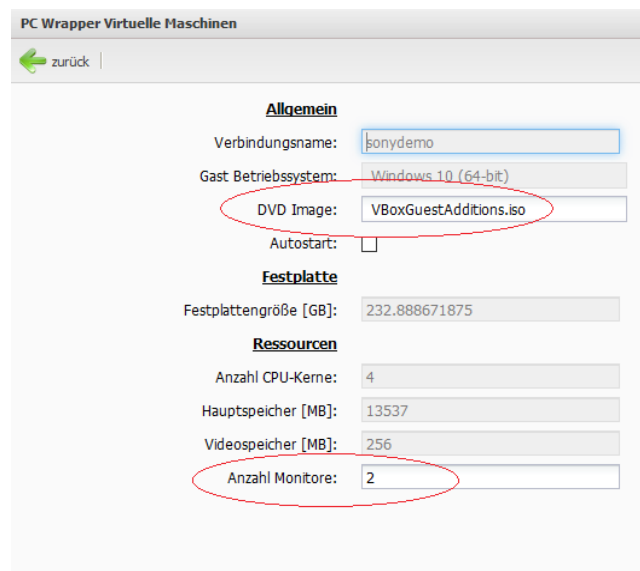 PC Wrapper Virtuelle Maschinen
zurück
Allgemein
Verbindungsname: sonydemo
Gast Betriebssystem: Windows 10 (64-bit)
DVD Image: VBoxGuestAdditions.iso
Autostart:
Festplatte
Festplattengröße [GB]: 232.888671875
Ressourcen
Anzahl CPU-Kerne: 4
Hauptspeicher [MB]: 13537
Videospeicher [MB]: 256
Anzahl Monitore: 2